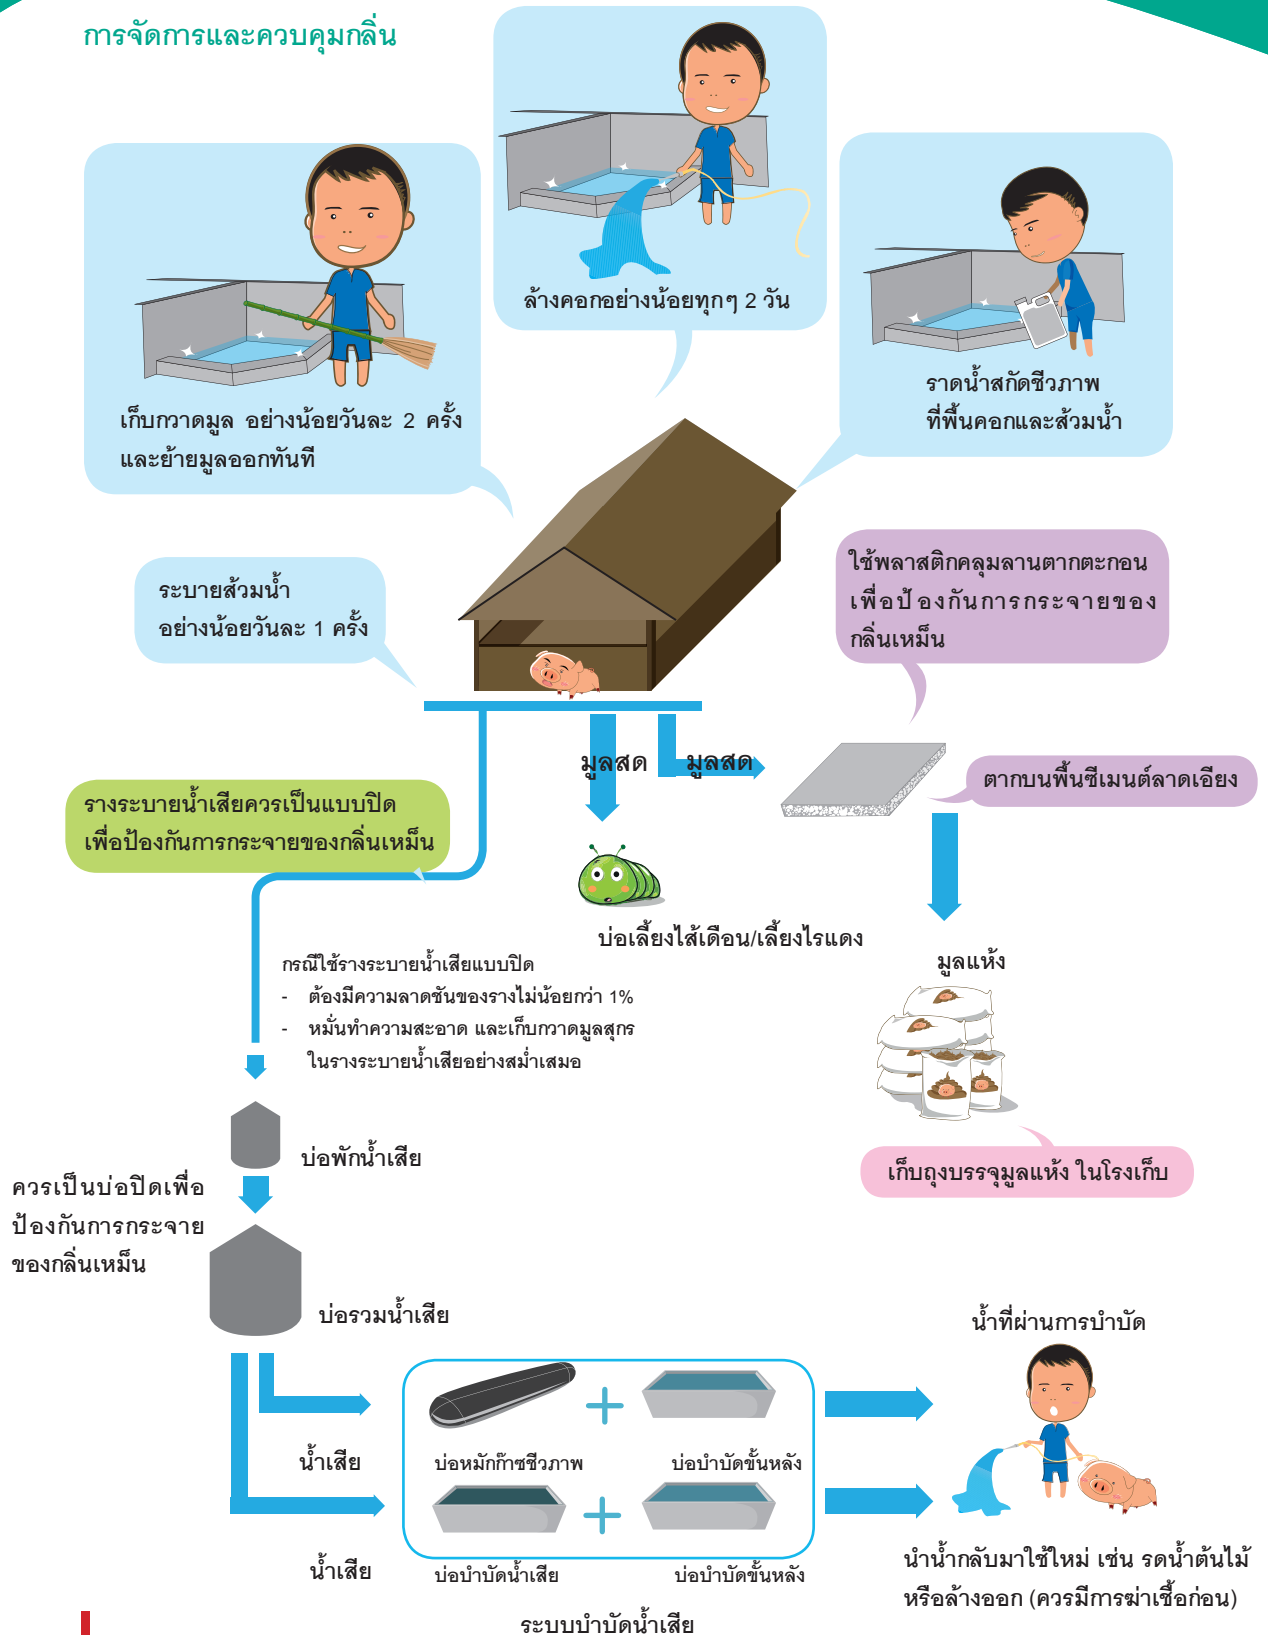 การจัดการและควบคุมกลิ่น
ล้างคอกอย่างน้อยทุกๆ 2 วัน
เก็บกวาดมูล อย่างน้อยวันละ 2 ครั้ง
และย้ายมูลออกทันที
ราดน้ำสกัดชีวภาพ
ที่พื้นคอกและส้วมน้ำ
ระบายส้วมน้ำ
อย่างน้อยวันละ 1 ครั้ง
ใช้พลาสติกคลุมลานตากตะกอน
เพื่อป้องกันการกระจายของ
กลิ่นเหม็น
มูลสด
มูลสด
ตากบนพื้นซีเมนต์ลาดเอียง
รางระบายน้ำเสียควรเป็นแบบปิด
เพื่อป้องกันการกระจายของกลิ่นเหม็น
บ่อเลี้ยงไส้เดือน/เลี้ยงไรแดง
มูลแห้ง
กรณีใช้รางระบายน้ำเสียแบบปิด
- ต้องมีความลาดชันของรางไม่น้อยกว่า 1%
- หมั่นทำความสะอาด และเก็บกวาดมูลสุกร
ในรางระบายน้ำเสียอย่างสม่ำเสมอ
บ่อพักน้ำเสีย
เก็บถุงบรรจุมูลแห้ง ในโรงเก็บ
ควรเป็นบ่อปิดเพื่อ
ป้องกันการกระจาย
ของกลิ่นเหม็น
บ่อรวมน้ำเสีย
น้ำที่ผ่านการบำบัด
น้ำเสีย
บ่อหมักก๊าซชีวภาพ
บ่อบำบัดขั้นหลัง
น้ำเสีย
บ่อบำบัดน้ำเสีย
บ่อบำบัดขั้นหลัง
นำน้ำกลับมาใช้ใหม่ เช่น รดน้ำต้นไม้
หรือล้างออก (ควรมีการฆ่าเชื้อก่อน)
ระบบบำบัดน้ำเสีย